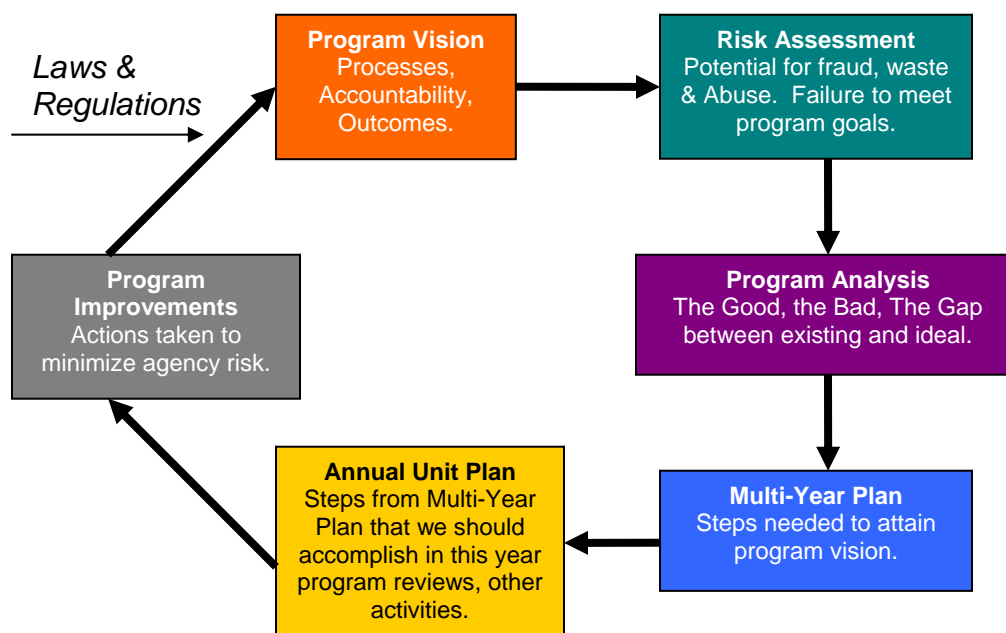 Laws &
Regulations
Program Vision
Processes,
Accountability,
Outcomes.
Risk Assessment
Potential for fraud, waste
& Abuse.  Failure to meet
program goals.
Program Analysis
The Good, the Bad, The Gap
between existing and ideal.
Multi-Year Plan
Steps needed to attain
program vision.
Annual Unit Plan
Steps from Multi-Year
Plan that we should
accomplish in this year
program reviews, other
activities.
Program
Improvements
Actions taken to
minimize agency risk.